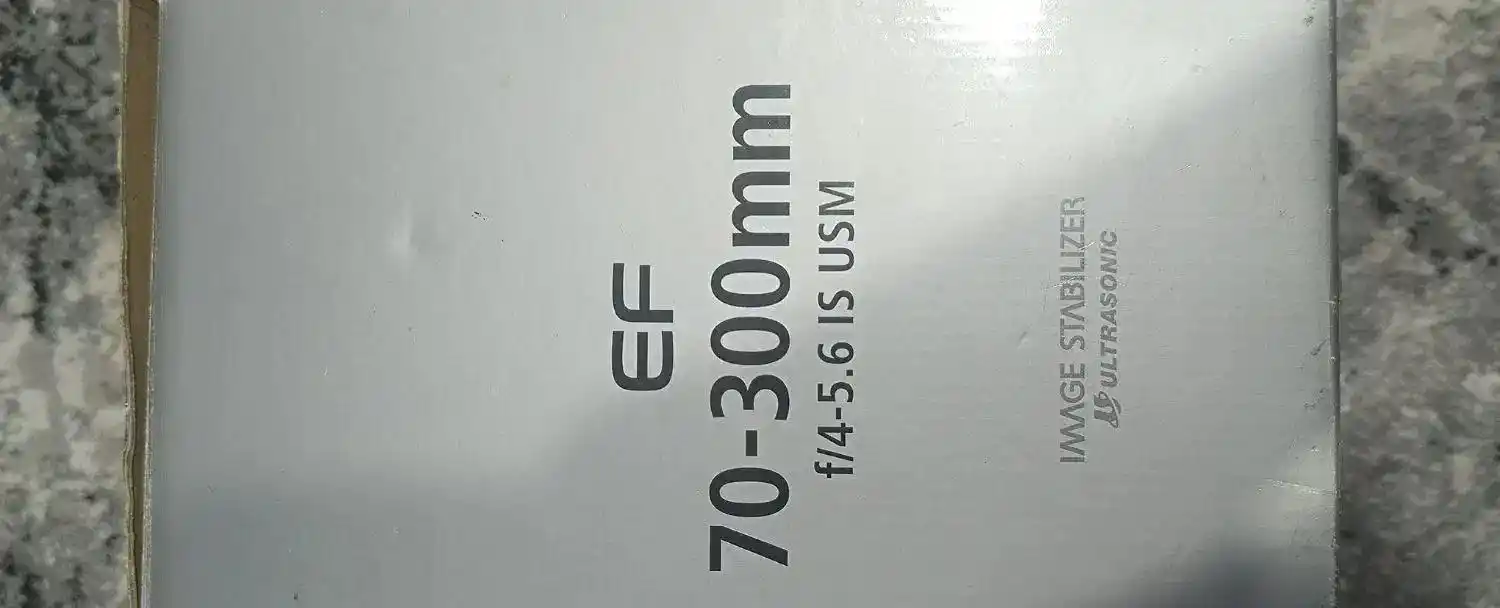 EF
70-300mm
f/4-5.6 IS USM
IMAGE STABILIZER
ULTRASONIC